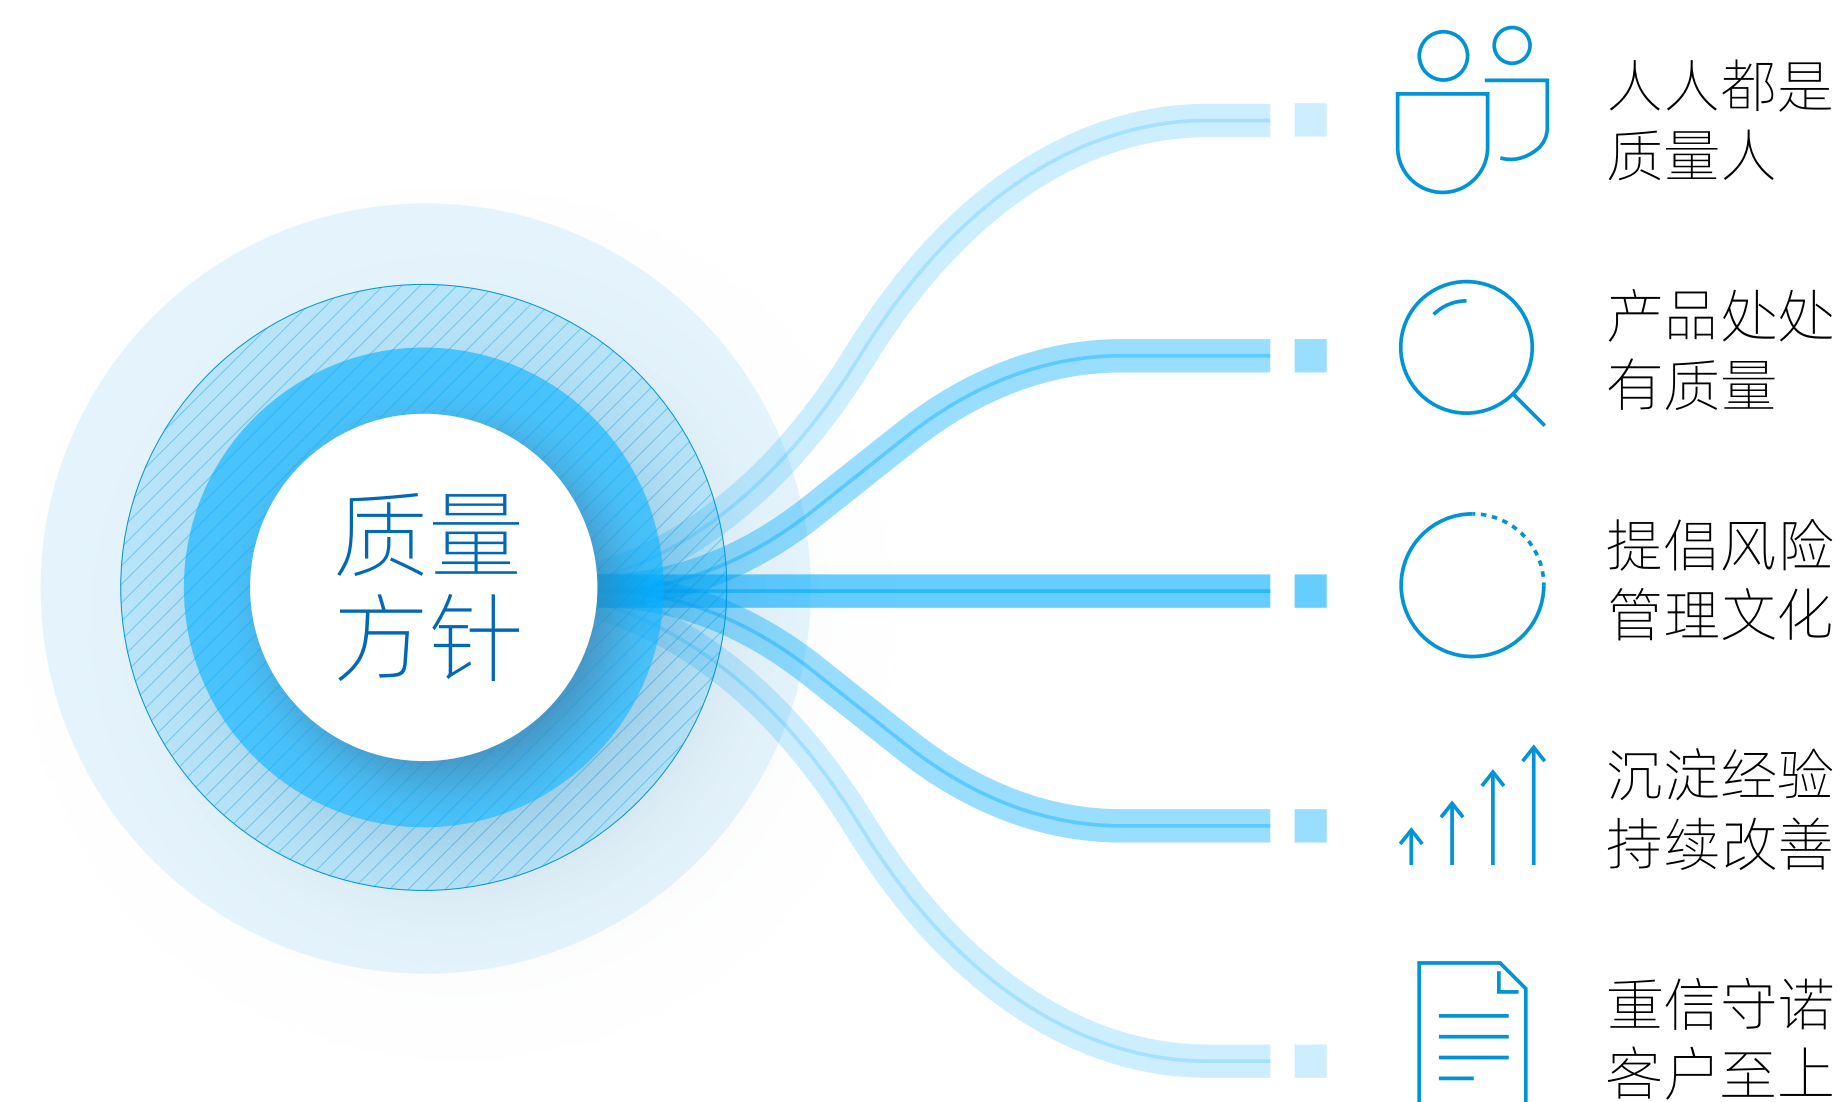 质量
方针
人人都是
质量人
产品处处
有质量
提倡风险
管理文化
沉淀经验
持续改善
重信守诺
客户至上